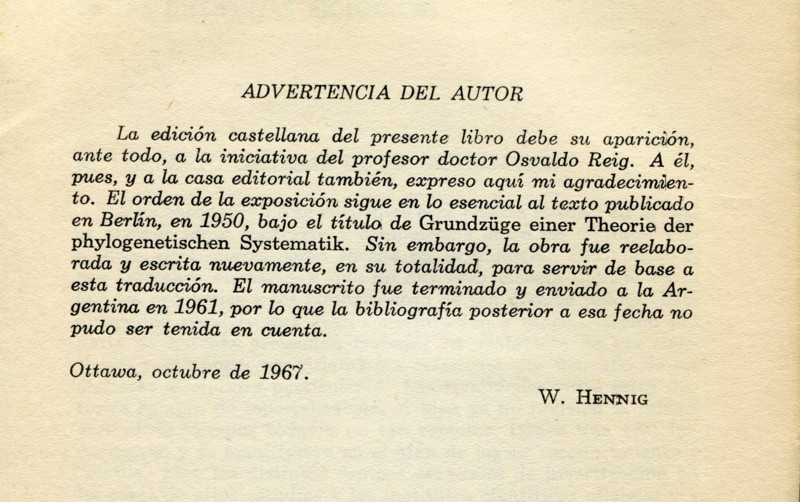 ADVERTENCIA DEL AUTOR
La edición castellana del presente libro debe su aparición,
ante todo, a la iniciativa del profesor doctor Osvaldo Reig. A él,
pues, y a la casa editorial también, expreso aquí mi agradecimien-
to. El orden de la exposición sigue en lo esencial al texto publicado
en Berlín, en 1950, bajo el título de Grundzüge einer Theorie der
phylogenetischen Systematik. Sin embargo, la obra fue reelabo-
rada y escrita nuevamente, en su totalidad, para servir de base a
esta traducción. El manuscrito fue terminado y enviado a la Ar-
gentina en 1961, por lo que la bibliografía posterior a esa fecha no
pudo ser tenida en cuenta.
Ottawa, octubre de 1967.
W. HENNIG